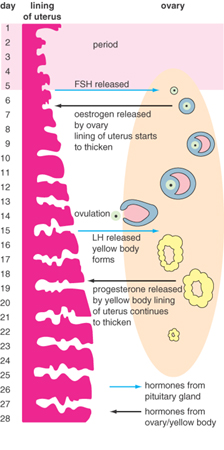 day
lining
of uterus
ovary
1
2
3
4
5
6
7
8
9
10
11
12
13
14
15
16
17
18
19
20
21
22
23
24
25
26
27
28
period
FSH released
oestrogen released
by ovary
lining of uterus starts
to thicken
ovulation
LH released
yellow body
forms
progesterone released
by yellow body lining
of uterus continues
to thicken
hormones from
pituitary gland
hormones from
ovary/yellow body